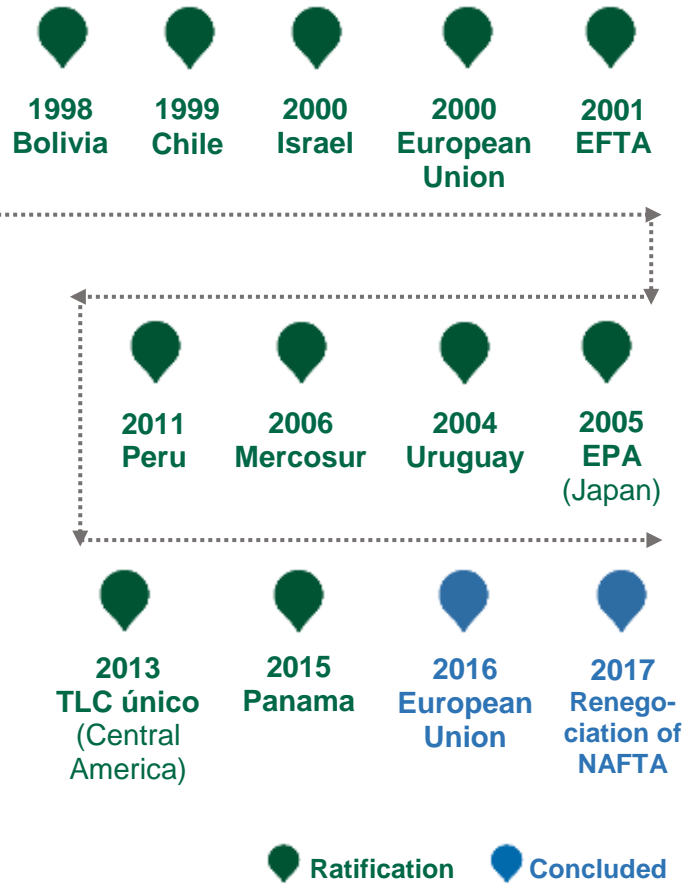 1998
Bolivia
1999
Chile
2000
Israel
2000
European
Union
2001
EFTA
2011
Peru
2006
Mercosur
2004
Uruguay
2005
EPA
(Japan)
2013
TLC único
(Central
America)
2015
Panama
2016
European
Union
2017
Renego-
ciation of
NAFTA
Ratification
Concluded